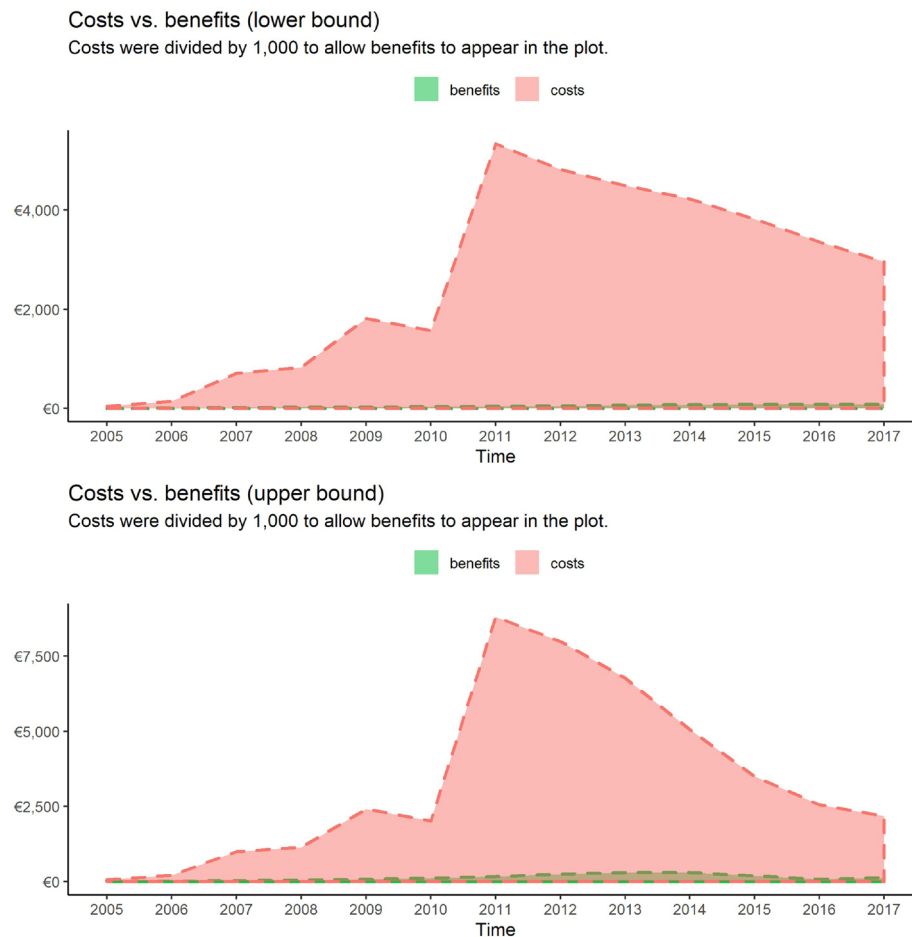 Costs vs. benefits (lower bound)
Costs were divided by 1,000 to allow benefits to appear in the plot.
benefits costs
€4,000
€2,000
€0
2005 2006 2007 2008 2009 2010 2011 2012 2013 2014 2015 2016 2017
Time
Costs vs. benefits (upper bound)
Costs were divided by 1,000 to allow benefits to appear in the plot.
benefits costs
€7,500
€5,000
€2,500
€0
2005 2006 2007 2008 2009 2010 2011 2012 2013 2014 2015 2016 2017
Time